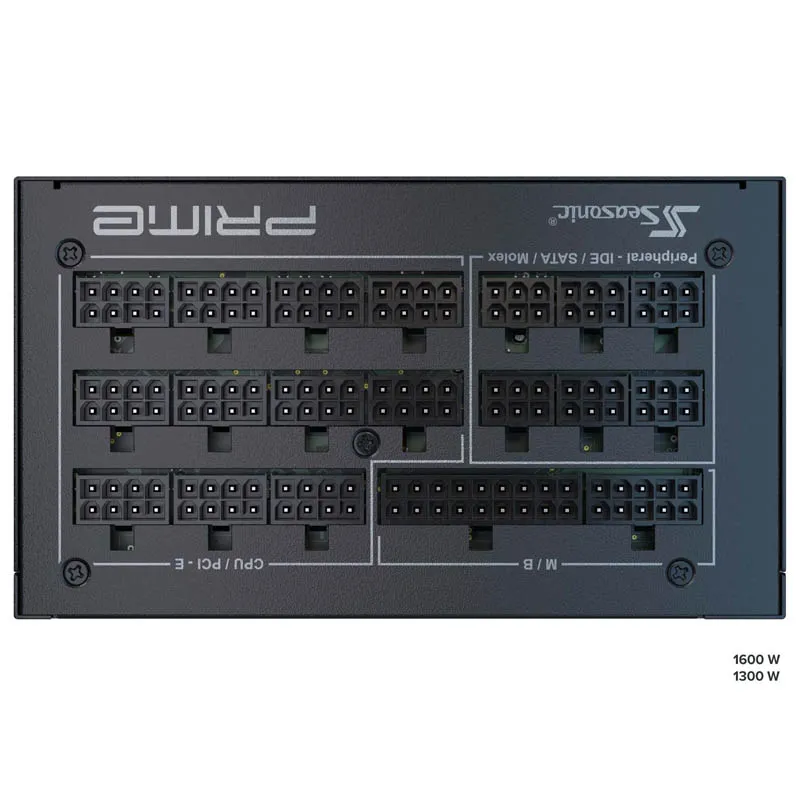 PRIME
Seasonic®
Peripheral - IDE / SATA / Molex
CPU / PCI - E
M / B
1600 W
1300 W